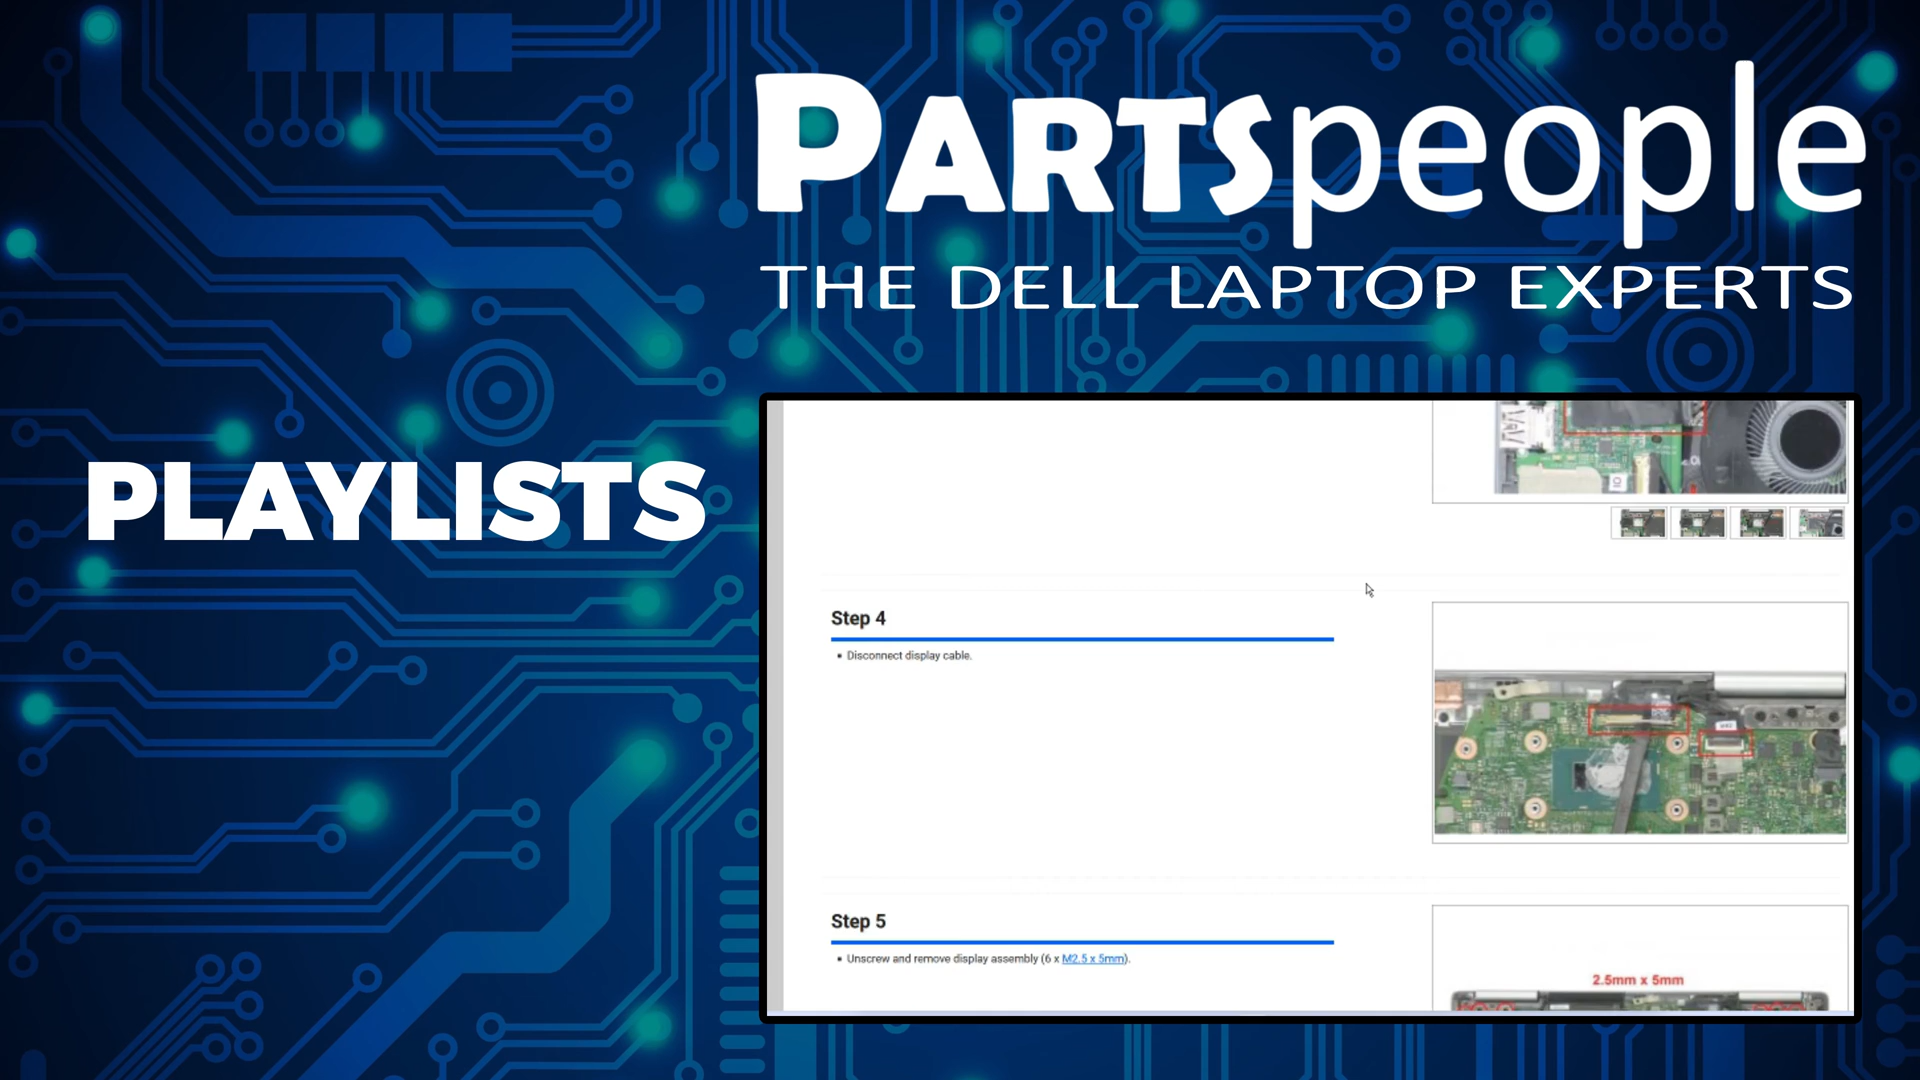 PARTSpeople
THE DELL LAPTOP EXPERTS
PLAYLISTS
Step 4
• Disconnect display cable.
Step 5
• Unscrew and remove display assembly (6 x M2.5 x 5mm).
2.5mm x 5mm